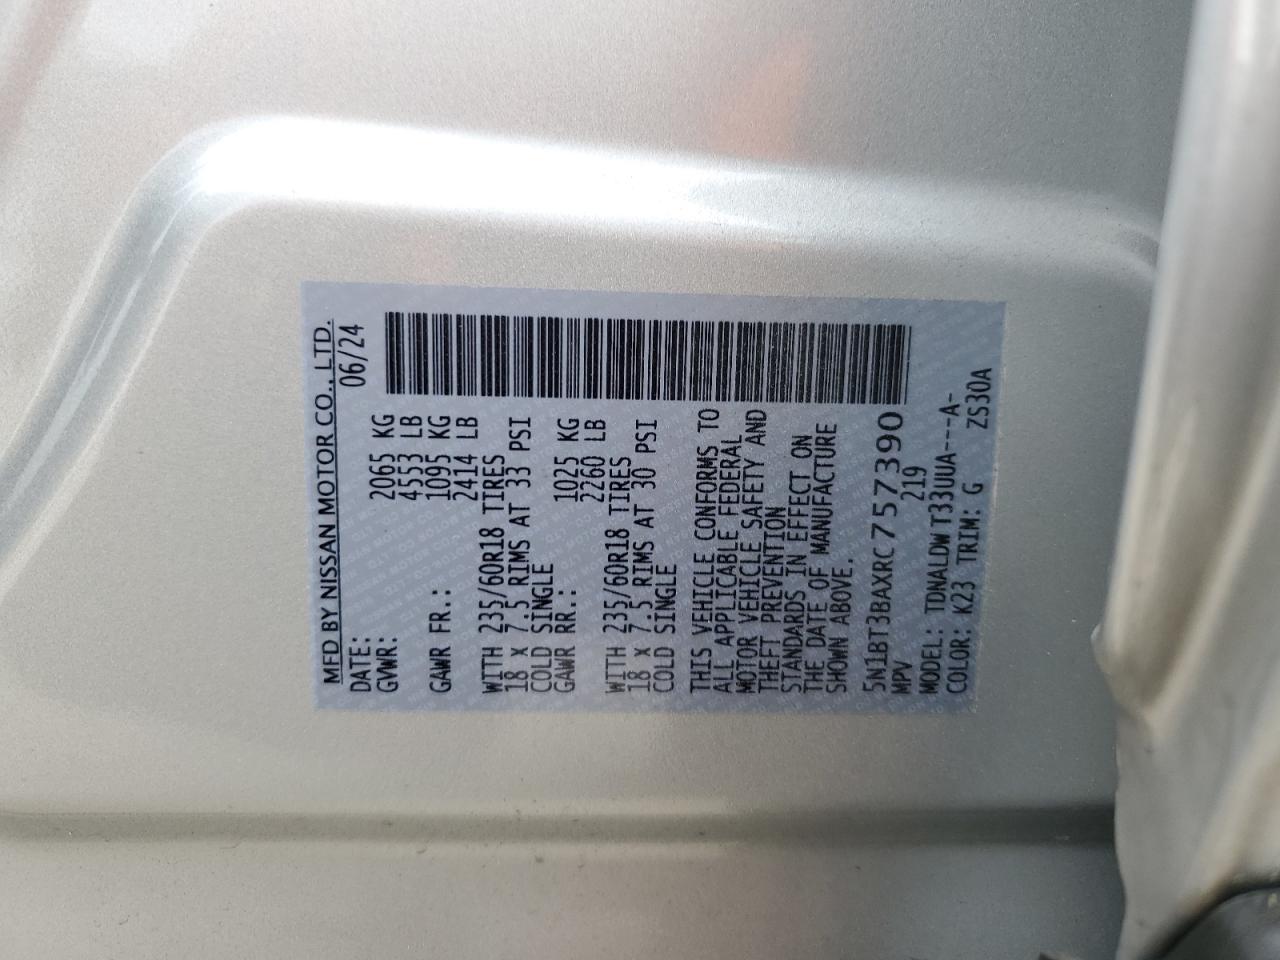 MFD BY NISSAN MOTOR CO., LTD.
DATE: 06/24
GVWR: 2065 KG
4553 LB
GAWR FR.: 1095 KG
2414 LB
WITH 235/60R18 TIRES
18 X 7.5 RIMS AT 33 PSI
COLD SINGLE
GAWR RR.: 1025 KG
2260 LB
WITH 235/60R18 TIRES
18 X 7.5 RIMS AT 30 PSI
COLD SINGLE
THIS VEHICLE CONFORMS TO
ALL APPLICABLE FEDERAL
MOTOR VEHICLE SAFETY AND
THEFT PREVENTION
STANDARDS IN EFFECT ON
THE DATE OF MANUFACTURE
SHOWN ABOVE.
5N1BT3BAXRC757390
MPV 219
MODEL: TDNALDW T33UUA---A-
COLOR: K23 TRIM: G ZS30A